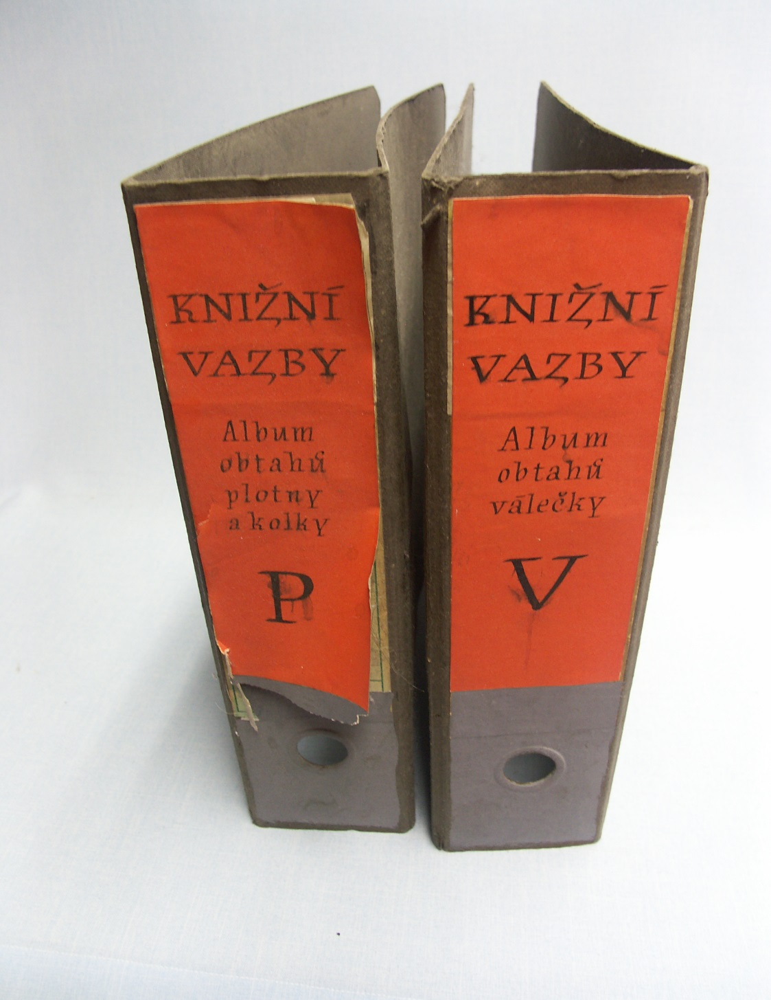 KNIŽNÍ
VAZBY
Album
obtahů
plotny
a kolky
P
KNIŽNÍ
VAZBY
Album
obtahů
válečky
V